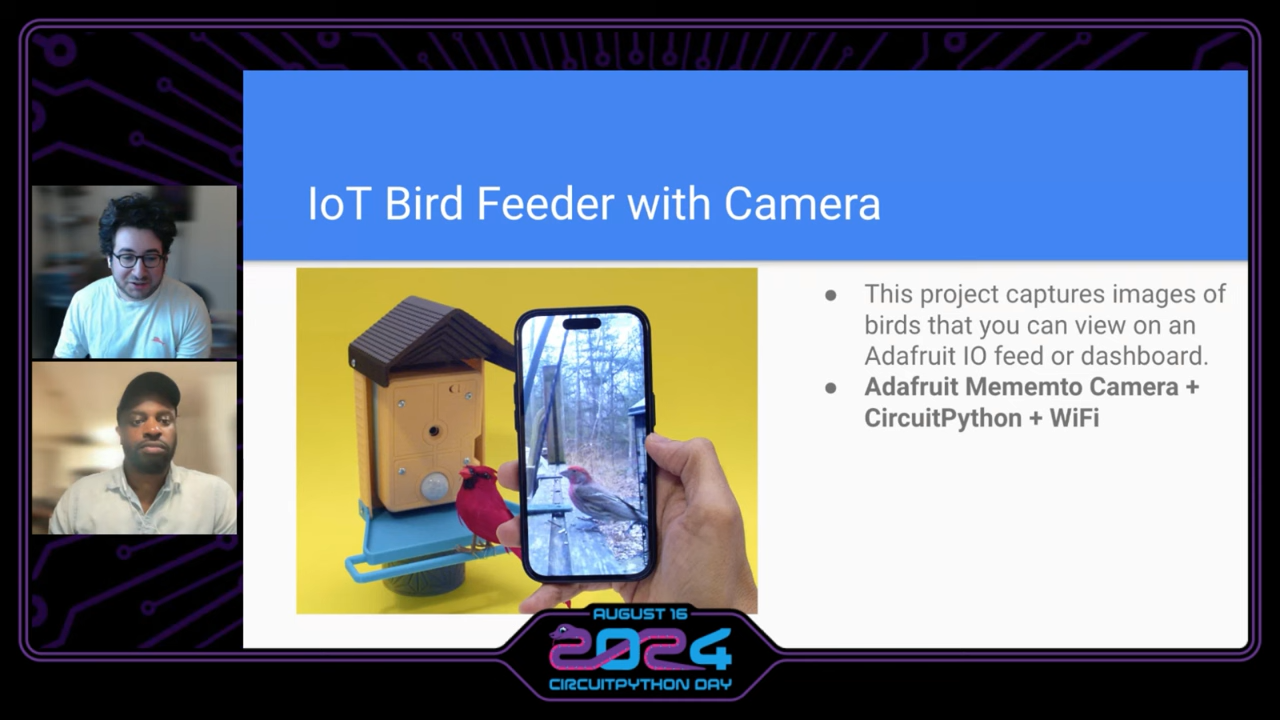 IoT Bird Feeder with Camera
This project captures images of
birds that you can view on an
Adafruit IO feed or dashboard.
Adafruit Mememto Camera +
CircuitPython + WiFi
AUGUST 16
2024
CIRCUITPYTHON DAY